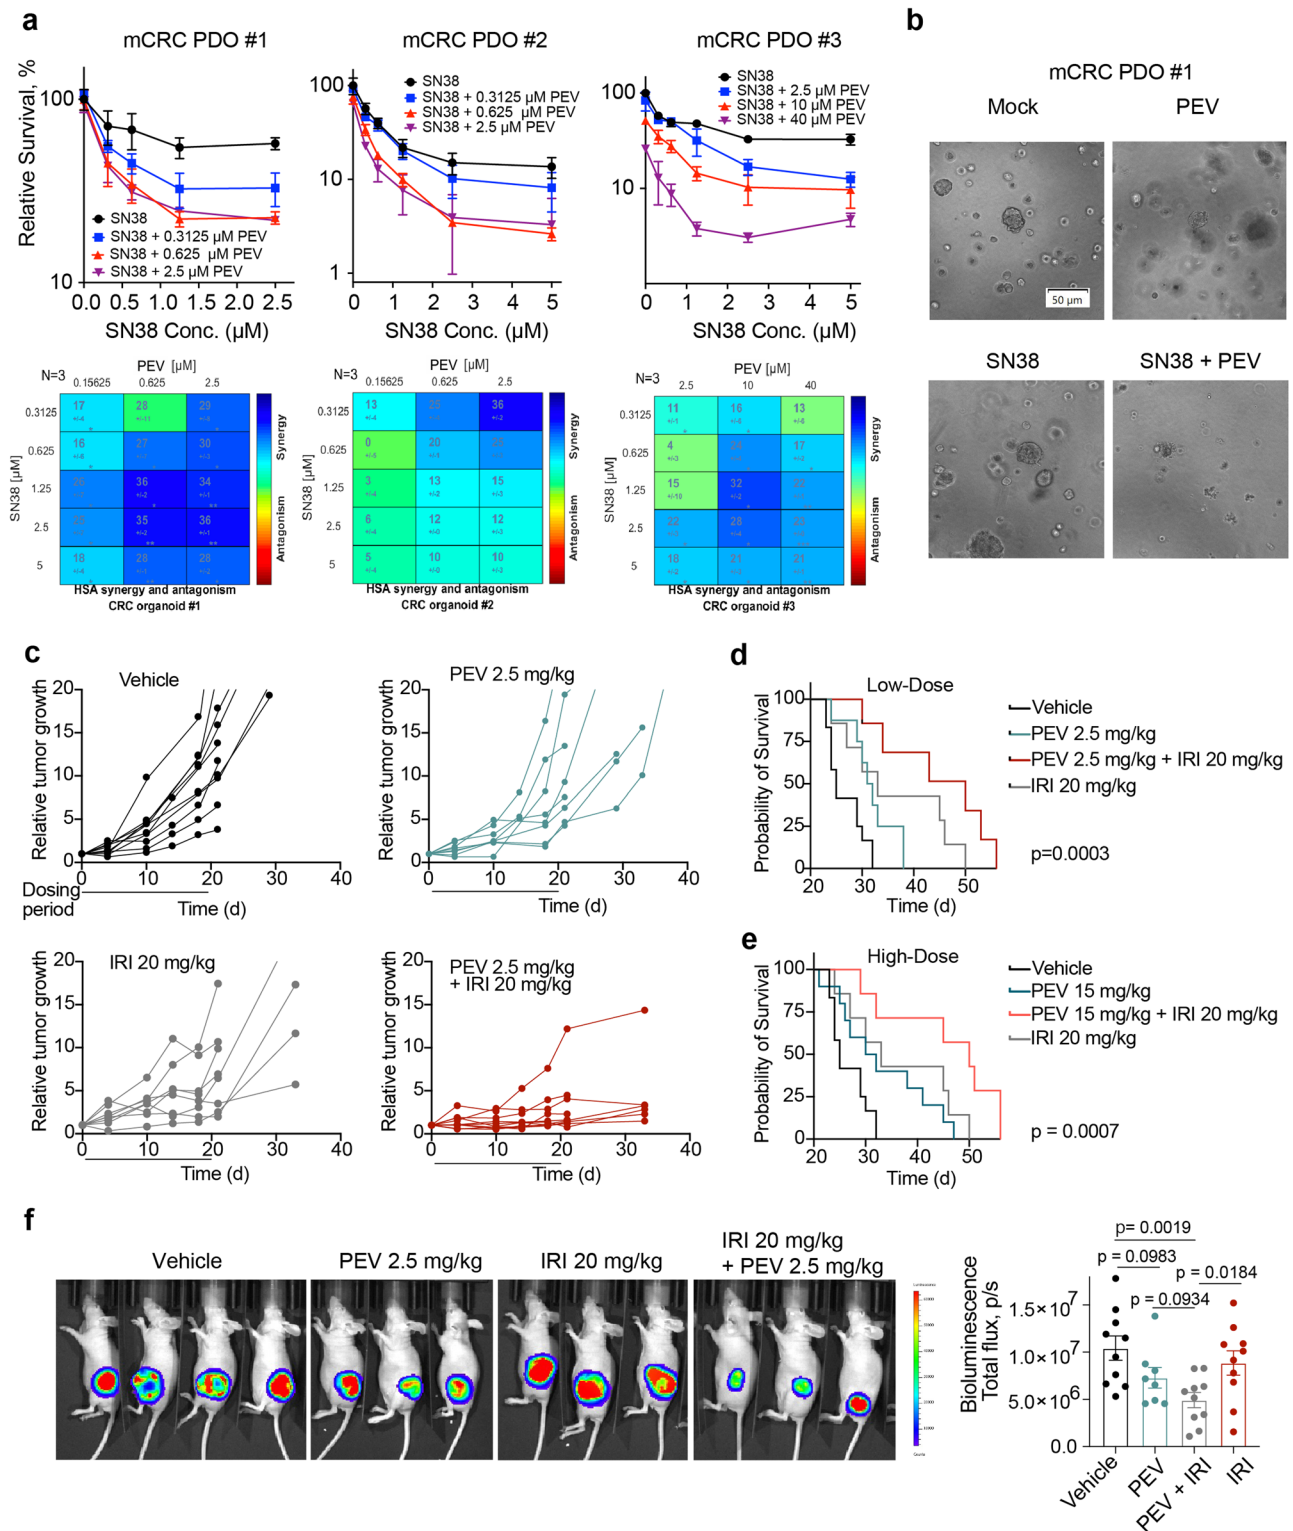 a
mCRC PDO #1
mCRC PDO #2
mCRC PDO #3
Relative Survival, %
100
10
0.0 0.5 1.0 1.5 2.0 2.5
SN38 Conc. (µM)
SN38
SN38 + 0.3125 µM PEV
SN38 + 0.625 µM PEV
SN38 + 2.5 µM PEV
100
10
1
0 1 2 3 4 5
SN38 Conc. (µM)
SN38
SN38 + 0.3125 µM PEV
SN38 + 0.625 µM PEV
SN38 + 2.5 µM PEV
100
10
0 1 2 3 4 5
SN38 Conc. (µM)
SN38
SN38 + 2.5 µM PEV
SN38 + 10 µM PEV
SN38 + 40 µM PEV
N=3
PEV [µM]
0.15625 0.625 2.5
SN38 [µM]
0.3125 17 28 29
+/-4 +/-11
0.625 16 27 30
1.25 36 34
2.5 35 36
5 18 28 28
Synergy
Antagonism
HSA synergy and antagonism
CRC organoid #1
N=3
PEV [µM]
0.15625 0.625 2.5
SN38 [µM]
0.3125 13 25 36
0.625 0 20
1.25 3 13 15
2.5 6 12 12
5 5 10 10
Synergy
Antagonism
HSA synergy and antagonism
CRC organoid #2
N=3
PEV [µM]
2.5 10 40
SN38 [µM]
0.3125 11 16 13
0.625 4 17
1.25 15 32
2.5 22 28
5 18 21 21
Synergy
Antagonism
HSA synergy and antagonism
CRC organoid #3
b
mCRC PDO #1
Mock
PEV
50 µm
SN38
SN38 + PEV
c
Vehicle
Relative tumor growth
20
15
10
5
0
0 10 20 30 40
Dosing
period
Time (d)
PEV 2.5 mg/kg
Relative tumor growth
20
15
10
5
0
0 10 20 30 40
Time (d)
IRI 20 mg/kg
Relative tumor growth
20
15
10
5
0
0 10 20 30 40
Time (d)
PEV 2.5 mg/kg
+ IRI 20 mg/kg
Relative tumor growth
20
15
10
5
0
0 10 20 30 40
Time (d)
d
Low-Dose
Probability of Survival
100
75
50
25
0
20 30 40 50
Time (d)
Vehicle
PEV 2.5 mg/kg
PEV 2.5 mg/kg + IRI 20 mg/kg
IRI 20 mg/kg
p=0.0003
e
High-Dose
Probability of Survival
100
75
50
25
0
20 30 40 50
Time (d)
Vehicle
PEV 15 mg/kg
PEV 15 mg/kg + IRI 20 mg/kg
IRI 20 mg/kg
p = 0.0007
f
Vehicle
PEV 2.5 mg/kg
IRI 20 mg/kg
IRI 20 mg/kg
+ PEV 2.5 mg/kg
Bioluminescence
Total flux, p/s
1.5×10⁷
1.0×10⁷
5.0×10⁶
0.0
p= 0.0019
p = 0.0983
p = 0.0184
p = 0.0934
Vehicle
PEV
PEV + IRI
IRI